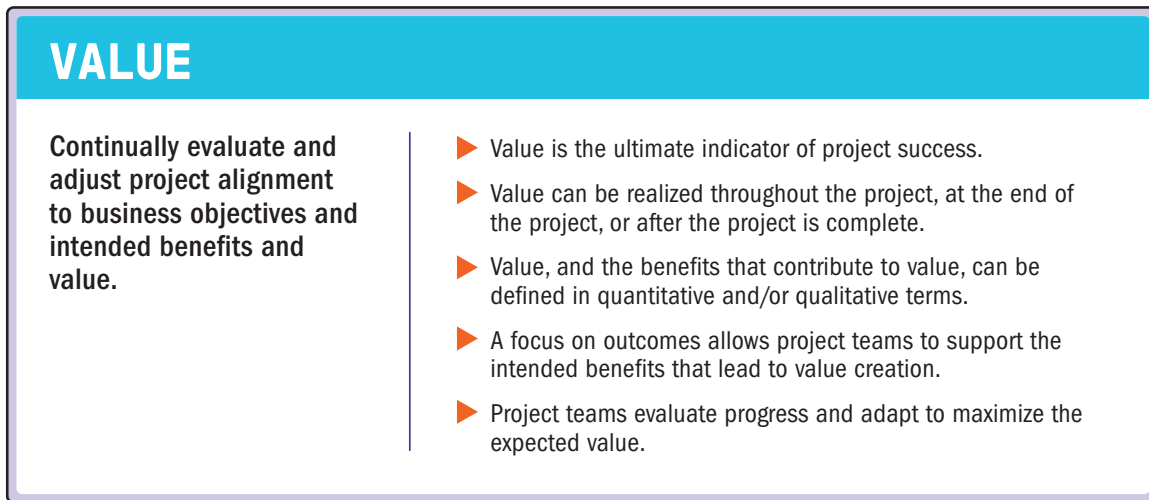 VALUE
Continually evaluate and
adjust project alignment
to business objectives and
intended benefits and
value.
Value is the ultimate indicator of project success.
Value can be realized throughout the project, at the end of
the project, or after the project is complete.
Value, and the benefits that contribute to value, can be
defined in quantitative and/or qualitative terms.
A focus on outcomes allows project teams to support the
intended benefits that lead to value creation.
Project teams evaluate progress and adapt to maximize the
expected value.